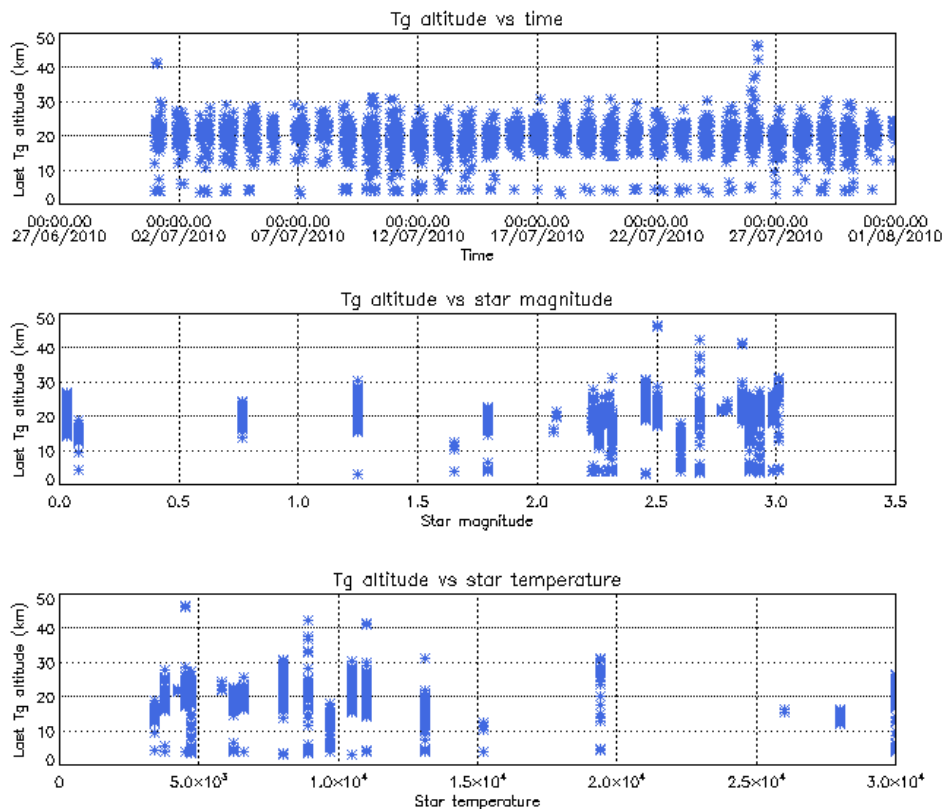 Tg altitude vs time
Last Tg altitude (km)
50
40
30
20
10
0
00:00.00 00:00.00 00:00.00 00:00.00 00:00.00 00:00.00 00:00.00 00:00.00
27/06/2010 02/07/2010 07/07/2010 12/07/2010 17/07/2010 22/07/2010 27/07/2010 01/08/2010
Time
Tg altitude vs star magnitude
Last Tg altitude (km)
50
40
30
20
10
0
0.0 0.5 1.0 1.5 2.0 2.5 3.0 3.5
Star magnitude
Tg altitude vs star temperature
Last Tg altitude (km)
50
40
30
20
10
0
0 5.0×10³ 1.0×10⁴ 1.5×10⁴ 2.0×10⁴ 2.5×10⁴ 3.0×10⁴
Star temperature